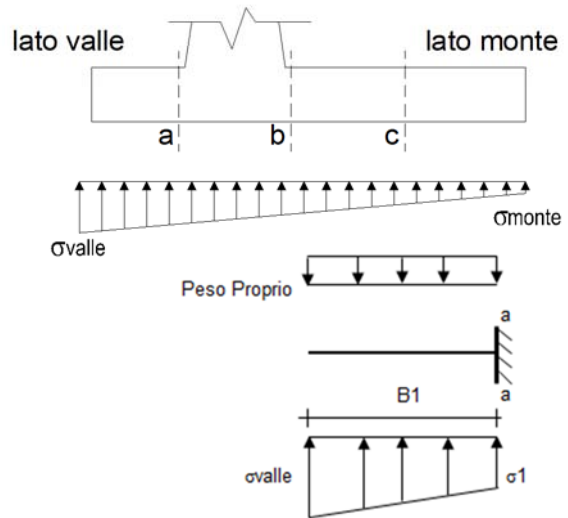 lato valle
lato monte
a
b
c
σvalle
σmonte
Peso Proprio
a
a
B1
σvalle
σ1